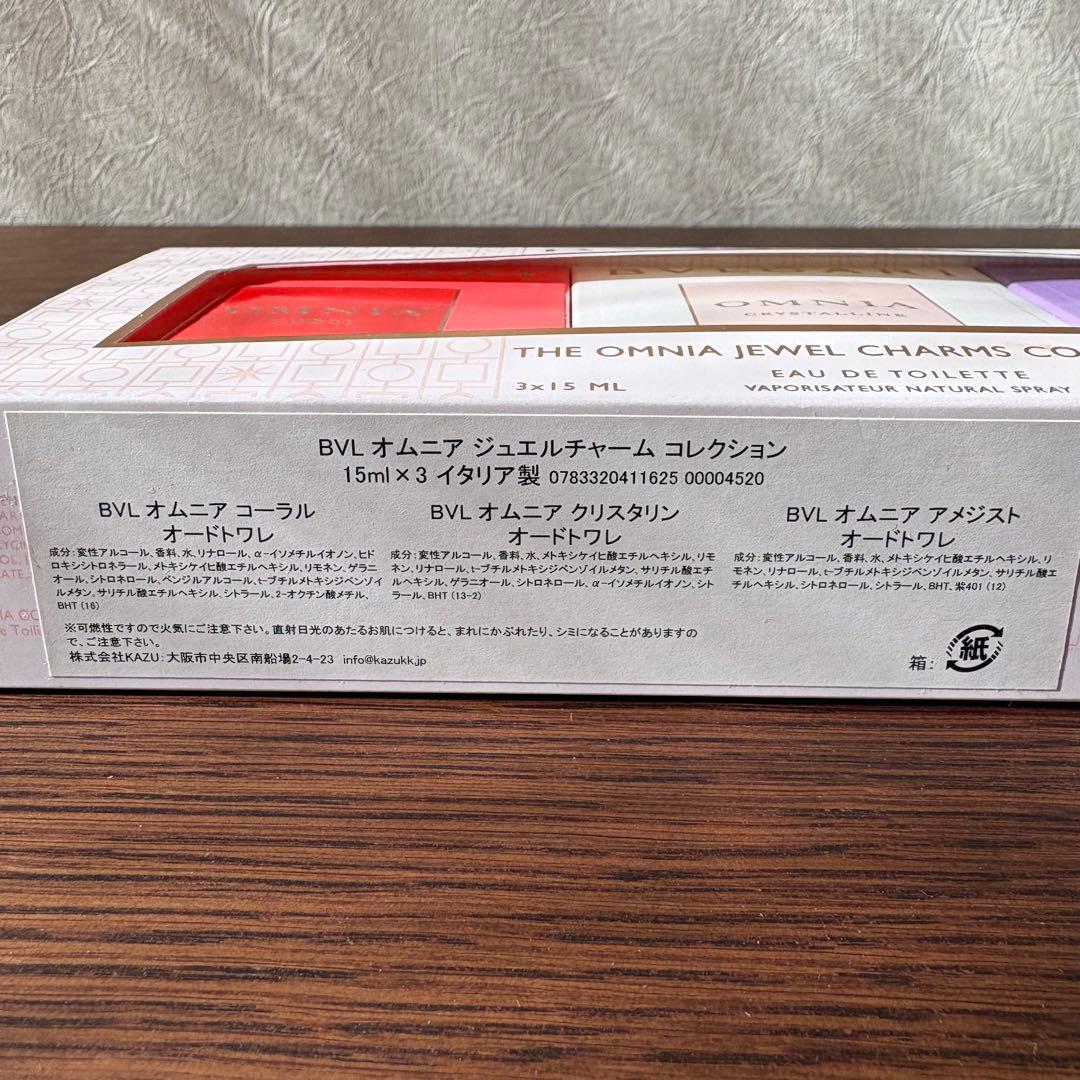 BVLGARI
OMNIA
OMNIA
CRYSTALLINE
THE OMNIA JEWEL CHARMS CO
EAU DE TOILETTE
3x15 ML
VAPORISATEUR NATURAL SPRAY
BVL オムニア ジュエルチャーム コレクション
15ml×3 イタリア製 0783320411625 00004520
BVL オムニア コーラル
オードトワレ
成分:変性アルコール、香料、水、リナロール、α-イソメチルイオノン、ヒド
ロキシシトロネラール、メトキシケイヒ酸エチルヘキシル、リモネン、ゲラニ
オール、シトロネロール、ベンジルアルコール、t-ブチルメトキシジベンゾイ
ルメタン、サリチル酸エチルヘキシル、シトラール、2-オクチン酸メチル、
BHT (16)
BVL オムニア クリスタリン
オードトワレ
成分:変性アルコール、香料、水、メトキシケイヒ酸エチルヘキシル、リモ
ネン、リナロール、t-ブチルメトキシジベンゾイルメタン、サリチル酸エチ
ルヘキシル、ゲラニオール、シトロネロール、α-イソメチルイオノン、シト
ラール、BHT (13-2)
BVL オムニア アメジスト
オードトワレ
成分:変性アルコール、香料、水、メトキシケイヒ酸エチルヘキシル、リ
モネン、リナロール、t-ブチルメトキシジベンゾイルメタン、サリチル酸エ
チルヘキシル、シトロネロール、シトラール、BHT、紫401 (12)
※可燃性ですので火気にご注意下さい。直射日光のあたるお肌につけると、まれにかぶれたり、シミになることがありますの
で、ご注意下さい。
株式会社KAZU:大阪市中央区南船場2-4-23 info@kazukk.jp
箱: 紙